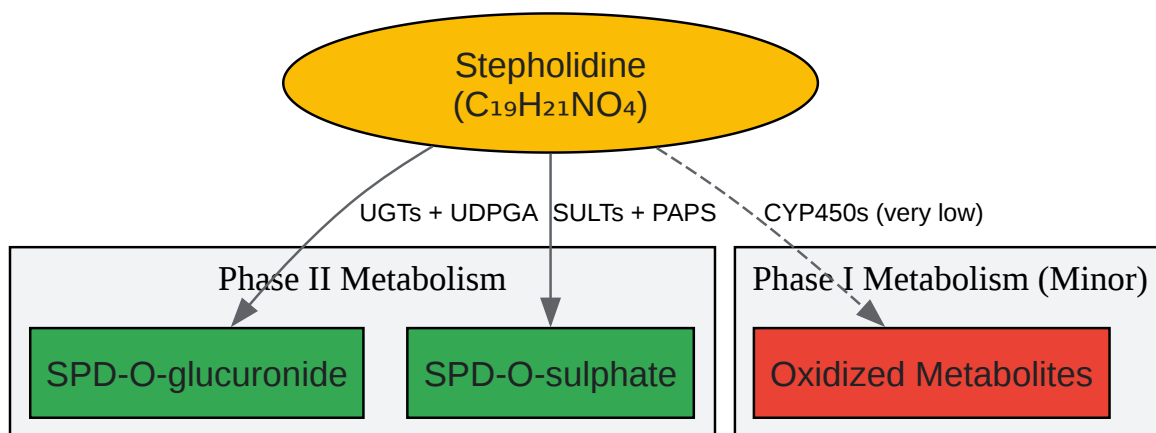 Stepholidine
(C₁₉H₂₁NO₄)
UGTs + UDPGA
SULTs + PAPS
CYP450s (very low)
Phase II Metabolism
Phase I Metabolism (Minor)
SPD-O-glucuronide
SPD-O-sulphate
Oxidized Metabolites